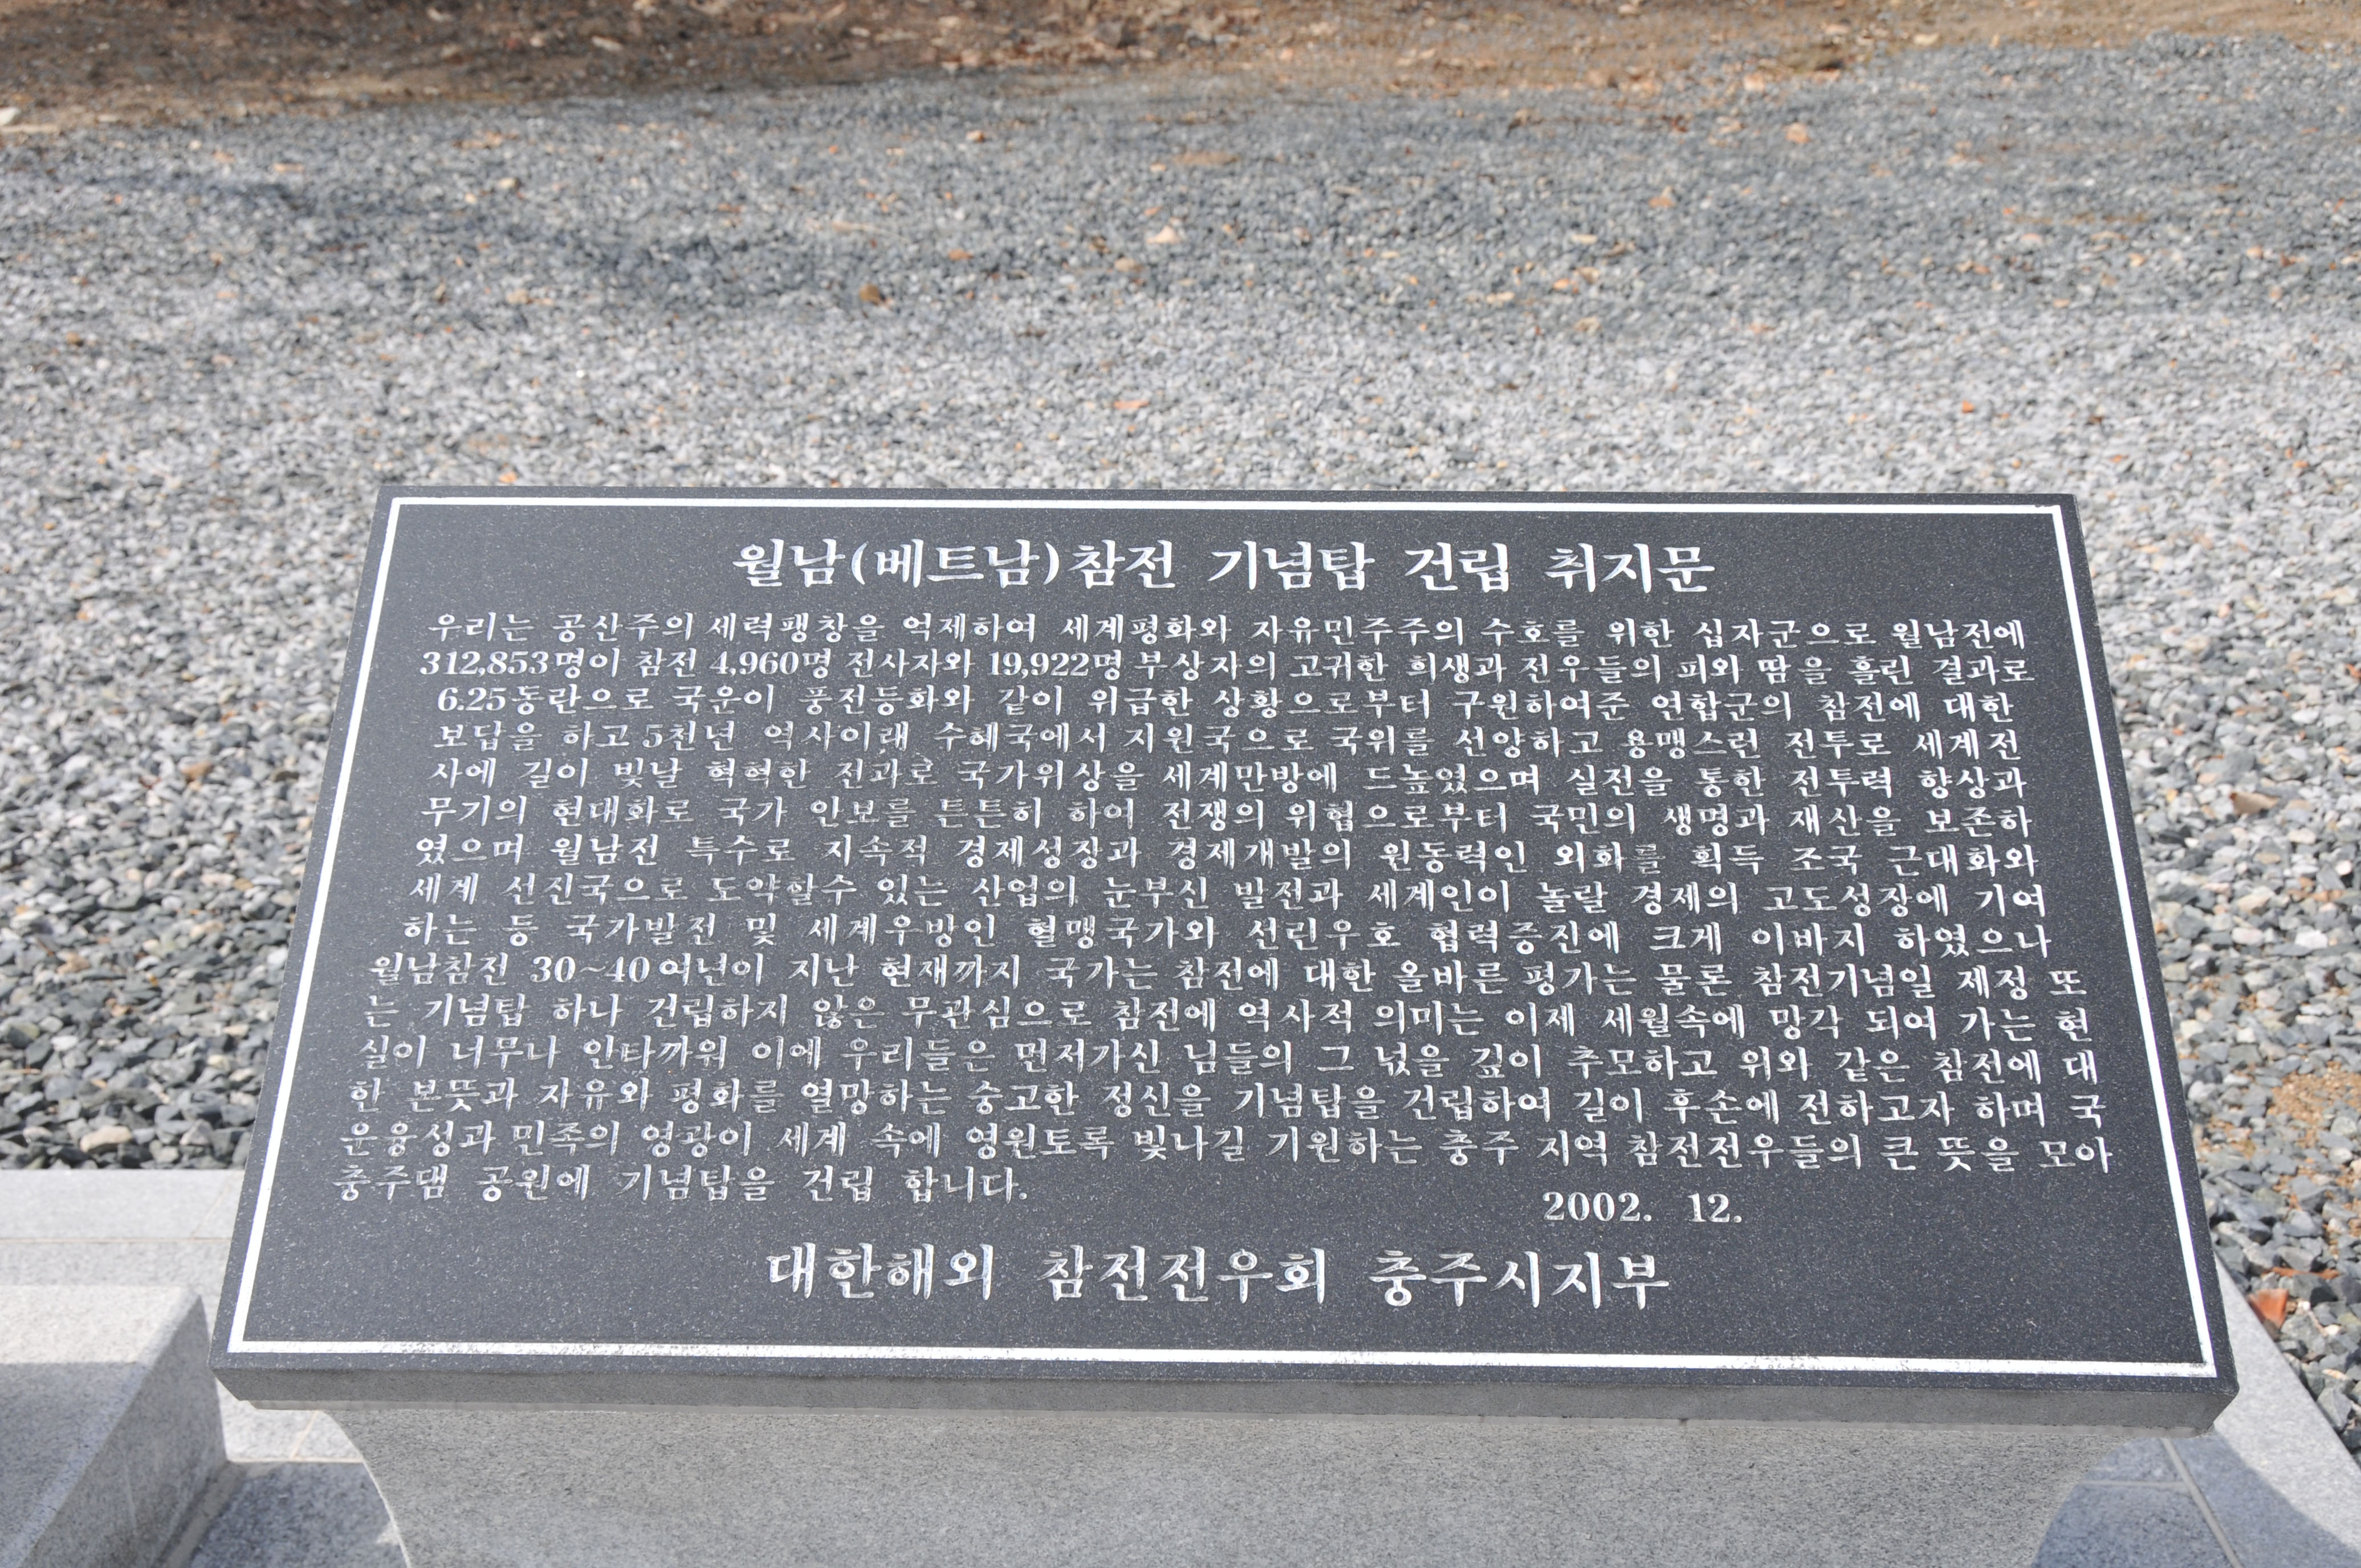 월남(베트남)참전 기념탑 건립 취지문
우리는 공산주의 세력팽창을 억제하여 세계평화와 자유민주주의 수호를 위한 십자군으로 월남전에
312,853명이 참전 4,960명 전사자와 19,922명 부상자의 고귀한 희생과 전우들의 피와 땀을 흘린 결과로
6.25동란으로 국운이 풍전등화와 같이 위급한 상황으로부터 구원하여준 연합군의 참전에 대한
보답을 하고 5천년 역사이래 수혜국에서 지원국으로 국위를 선양하고 용맹스런 전투로 세계전
사에 길이 빛날 혁혁한 전과로 국가위상을 세계만방에 드높였으며 실전을 통한 전투력 향상과
무기의 현대화로 국가 안보를 튼튼히 하여 전쟁의 위협으로부터 국민의 생명과 재산을 보존하
였으며 월남전 특수로 지속적 경제성장과 경제개발의 원동력인 외화를 획득 조국 근대화와
세계 선진국으로 도약할수 있는 산업의 눈부신 발전과 세계인이 놀랄 경제의 고도성장에 기여
하는 등 국가발전 및 세계우방인 혈맹국가와 선린우호 협력증진에 크게 이바지 하였으나
월남참전 30~40여년이 지난 현재까지 국가는 참전에 대한 올바른 평가는 물론 참전기념일 제정 또
는 기념탑 하나 건립하지 않은 무관심으로 참전에 역사적 의미는 이제 세월속에 망각 되여 가는 현
실이 너무나 안타까워 이에 우리들은 먼저가신 님들의 그 넋을 깊이 추모하고 위와 같은 참전에 대
한 본뜻과 자유와 평화를 열망하는 숭고한 정신을 기념탑을 건립하여 길이 후손에 전하고자 하며 국
운융성과 민족의 영광이 세계 속에 영원토록 빛나길 기원하는 충주 지역 참전전우들의 큰 뜻을 모아
충주댐 공원에 기념탑을 건립 합니다.
2002. 12.
대한해외 참전전우회 충주시지부